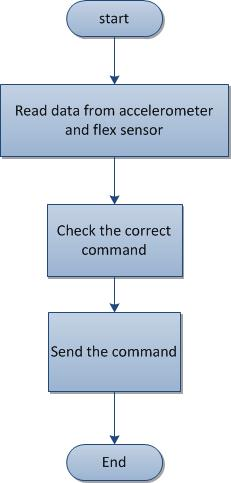 start
Read data from accelerometer
and flex sensor
Check the correct
command
Send the command
End